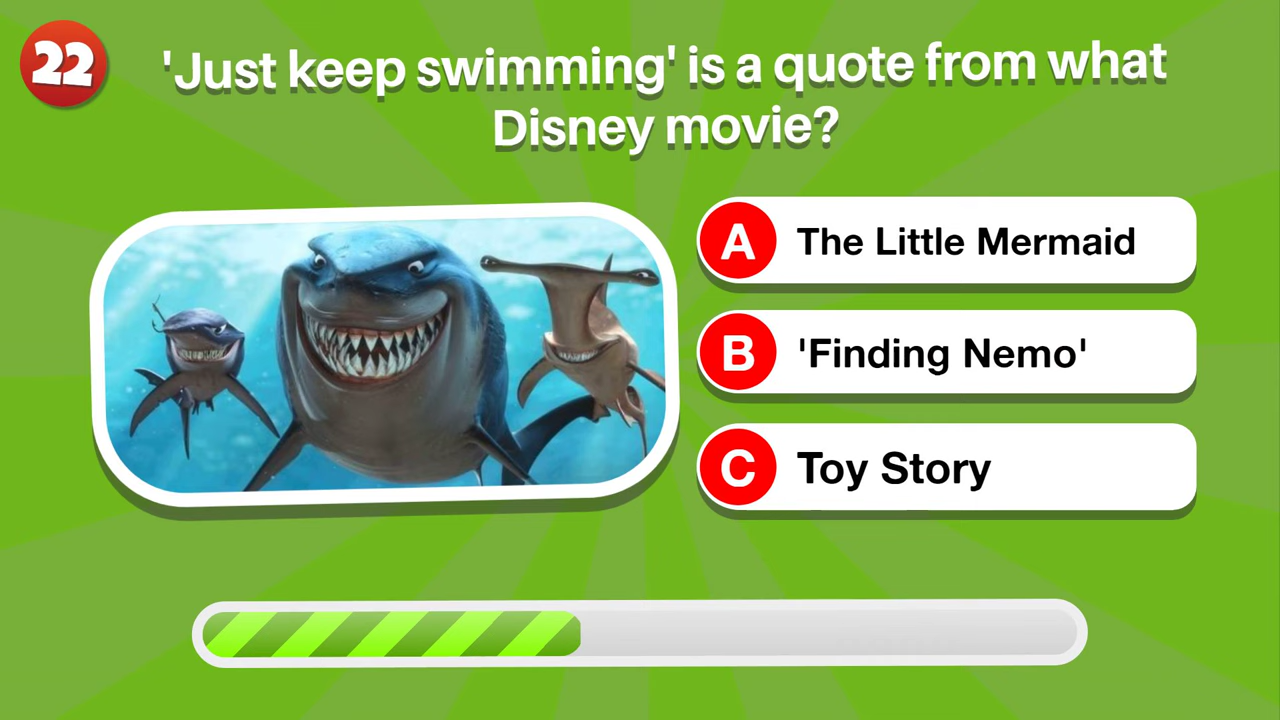 22
'Just keep swimming' is a quote from what
Disney movie?
A The Little Mermaid
B 'Finding Nemo'
C Toy Story